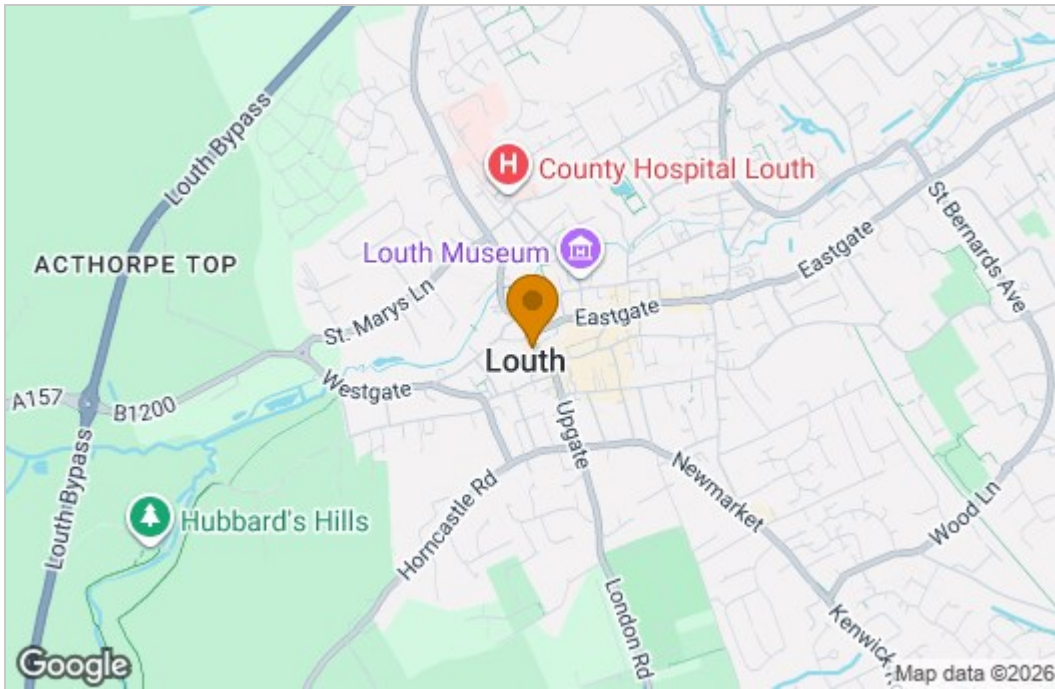 Louth Bypass
County Hospital Louth
St Bernards Ave
Louth Museum
Eastgate
ACTHORPE TOP
St. Marys Ln
Eastgate
Louth
Westgate
A157
B1200
Upgate
Louth Bypass
Newmarket
Hubbard's Hills
Horncastle Rd
Wood Ln
London Rd
Kenwick
Google
Map data ©2026